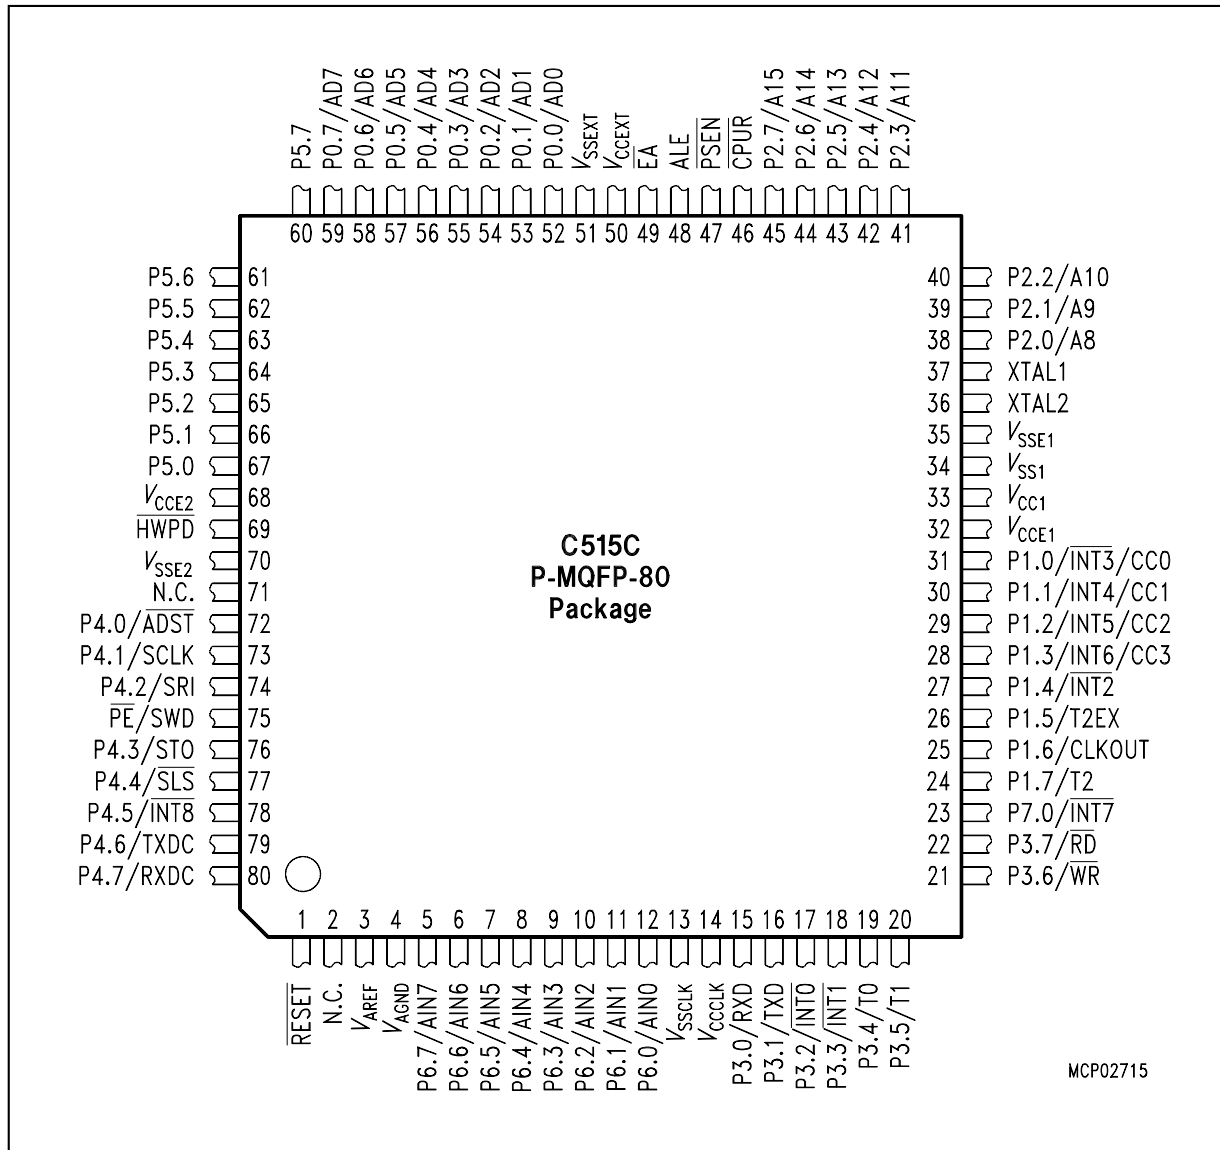 P5.7
P0.7/AD7
P0.6/AD6
P0.5/AD5
P0.4/AD4
P0.3/AD3
P0.2/AD2
P0.1/AD1
P0.0/AD0
VSSEXT
VCCEXT
EA
ALE
PSEN
CPUR
P2.7/A15
P2.6/A14
P2.5/A13
P2.4/A12
P2.3/A11
60 59 58 57 56 55 54 53 52 51 50 49 48 47 46 45 44 43 42 41
P5.6 61
P5.5 62
P5.4 63
P5.3 64
P5.2 65
P5.1 66
P5.0 67
VCCE2 68
HWPD 69
VSSE2 70
N.C. 71
P4.0/ADST 72
P4.1/SCLK 73
P4.2/SRI 74
PE/SWD 75
P4.3/STO 76
P4.4/SLS 77
P4.5/INT8 78
P4.6/TXDC 79
P4.7/RXDC 80
C515C
P-MQFP-80
Package
40 P2.2/A10
39 P2.1/A9
38 P2.0/A8
37 XTAL1
36 XTAL2
35 VSSE1
34 VSS1
33 VCC1
32 VCCE1
31 P1.0/INT3/CC0
30 P1.1/INT4/CC1
29 P1.2/INT5/CC2
28 P1.3/INT6/CC3
27 P1.4/INT2
26 P1.5/T2EX
25 P1.6/CLKOUT
24 P1.7/T2
23 P7.0/INT7
22 P3.7/RD
21 P3.6/WR
1 2 3 4 5 6 7 8 9 10 11 12 13 14 15 16 17 18 19 20
RESET
N.C.
VAREF
VAGND
P6.7/AIN7
P6.6/AIN6
P6.5/AIN5
P6.4/AIN4
P6.3/AIN3
P6.2/AIN2
P6.1/AIN1
P6.0/AIN0
VSSCLK
VCCCLK
P3.0/RXD
P3.1/TXD
P3.2/INT0
P3.3/INT1
P3.4/T0
P3.5/T1
MCP02715